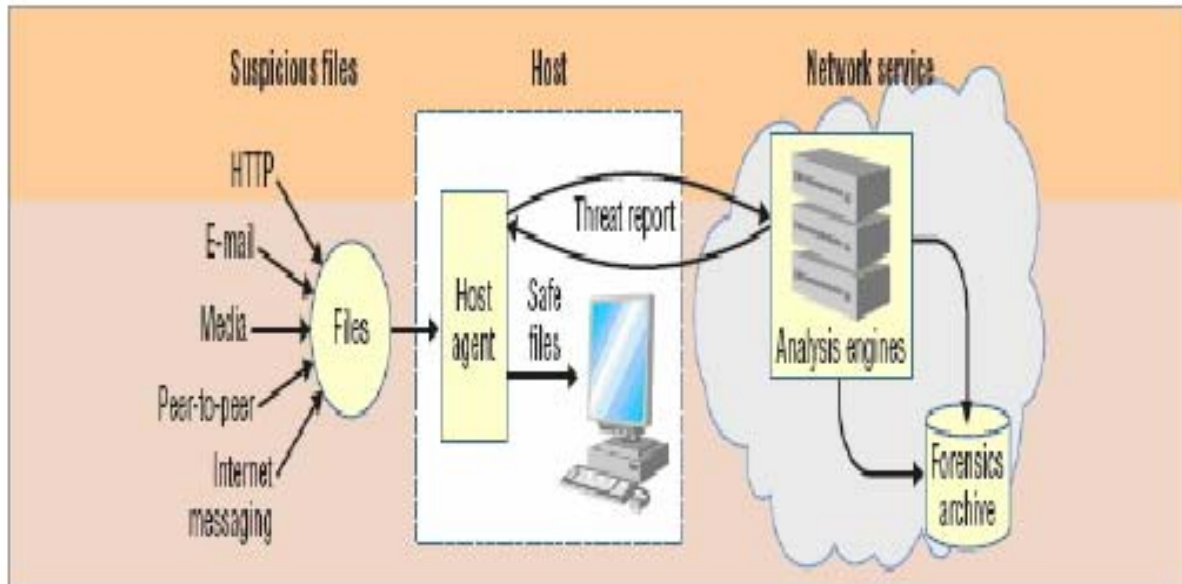 Suspicious files
Host
Network service
HTTP
E-mail
Media
Peer-to-peer
Internet
messaging
Files
Host
agent
Threat report
Safe
files
Analysis engines
Forensics
archive